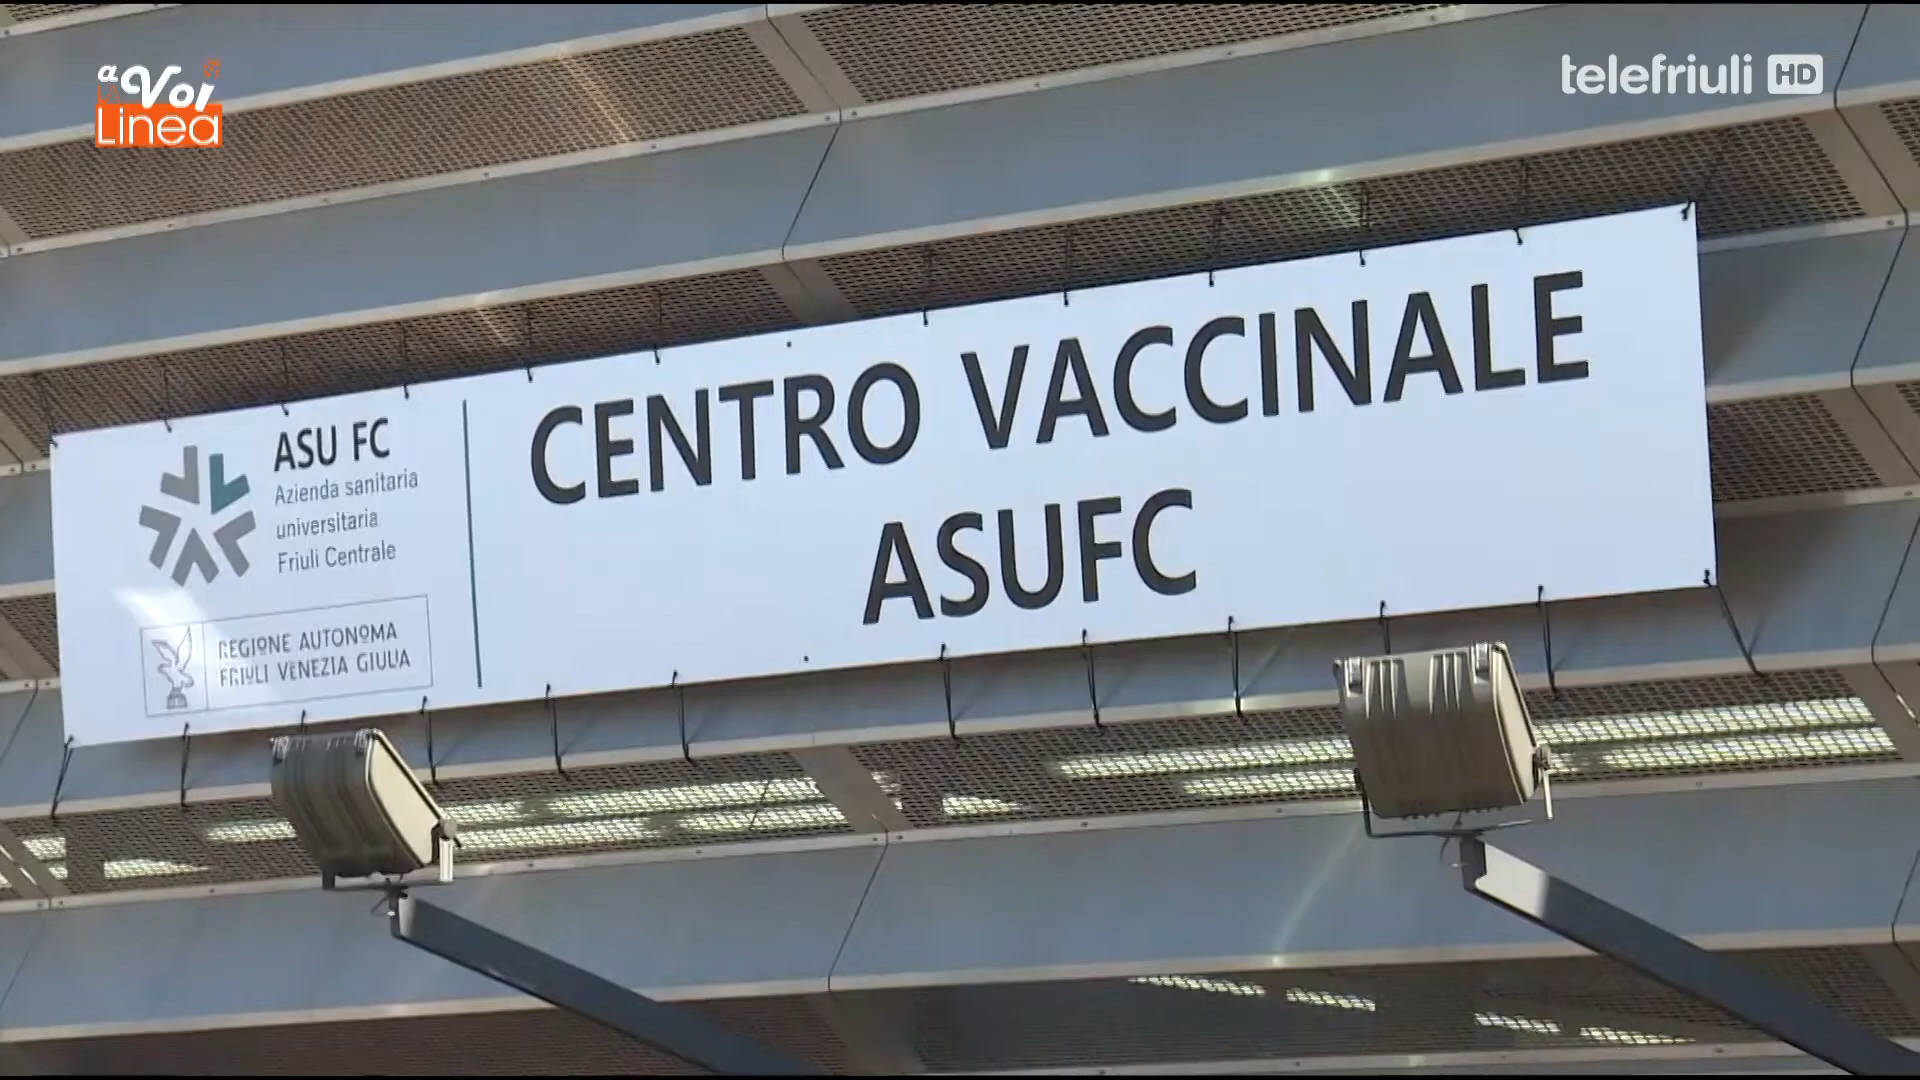 a Voi
LA
Linea
telefriuli HD
ASU FC
Azienda sanitaria
universitaria
Friuli Centrale
REGIONE AUTONOMA
FRIULI VENEZIA GIULIA
CENTRO VACCINALE
ASUFC